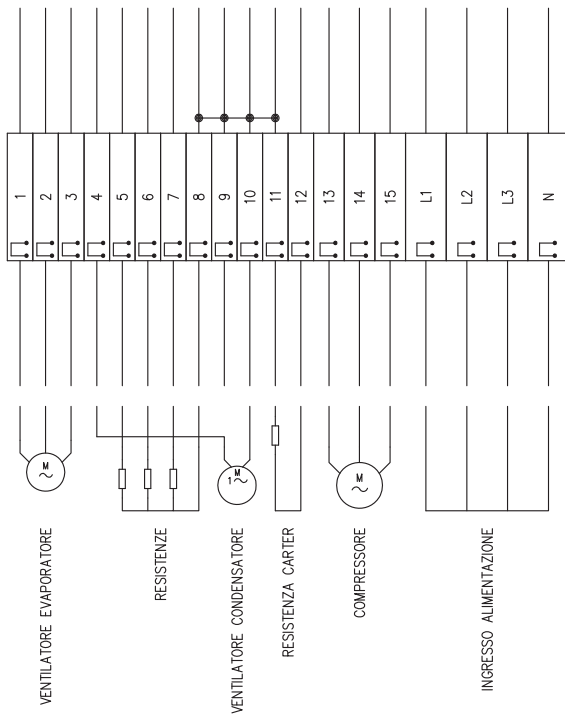 1
2
3
4
5
6
7
8
9
10
11
12
13
14
15
L1
L2
L3
N
M
M
1
M
VENTILATORE EVAPORATORE
RESISTENZE
VENTILATORE CONDENSATORE
RESISTENZA CARTER
COMPRESSORE
INGRESSO ALIMENTAZIONE